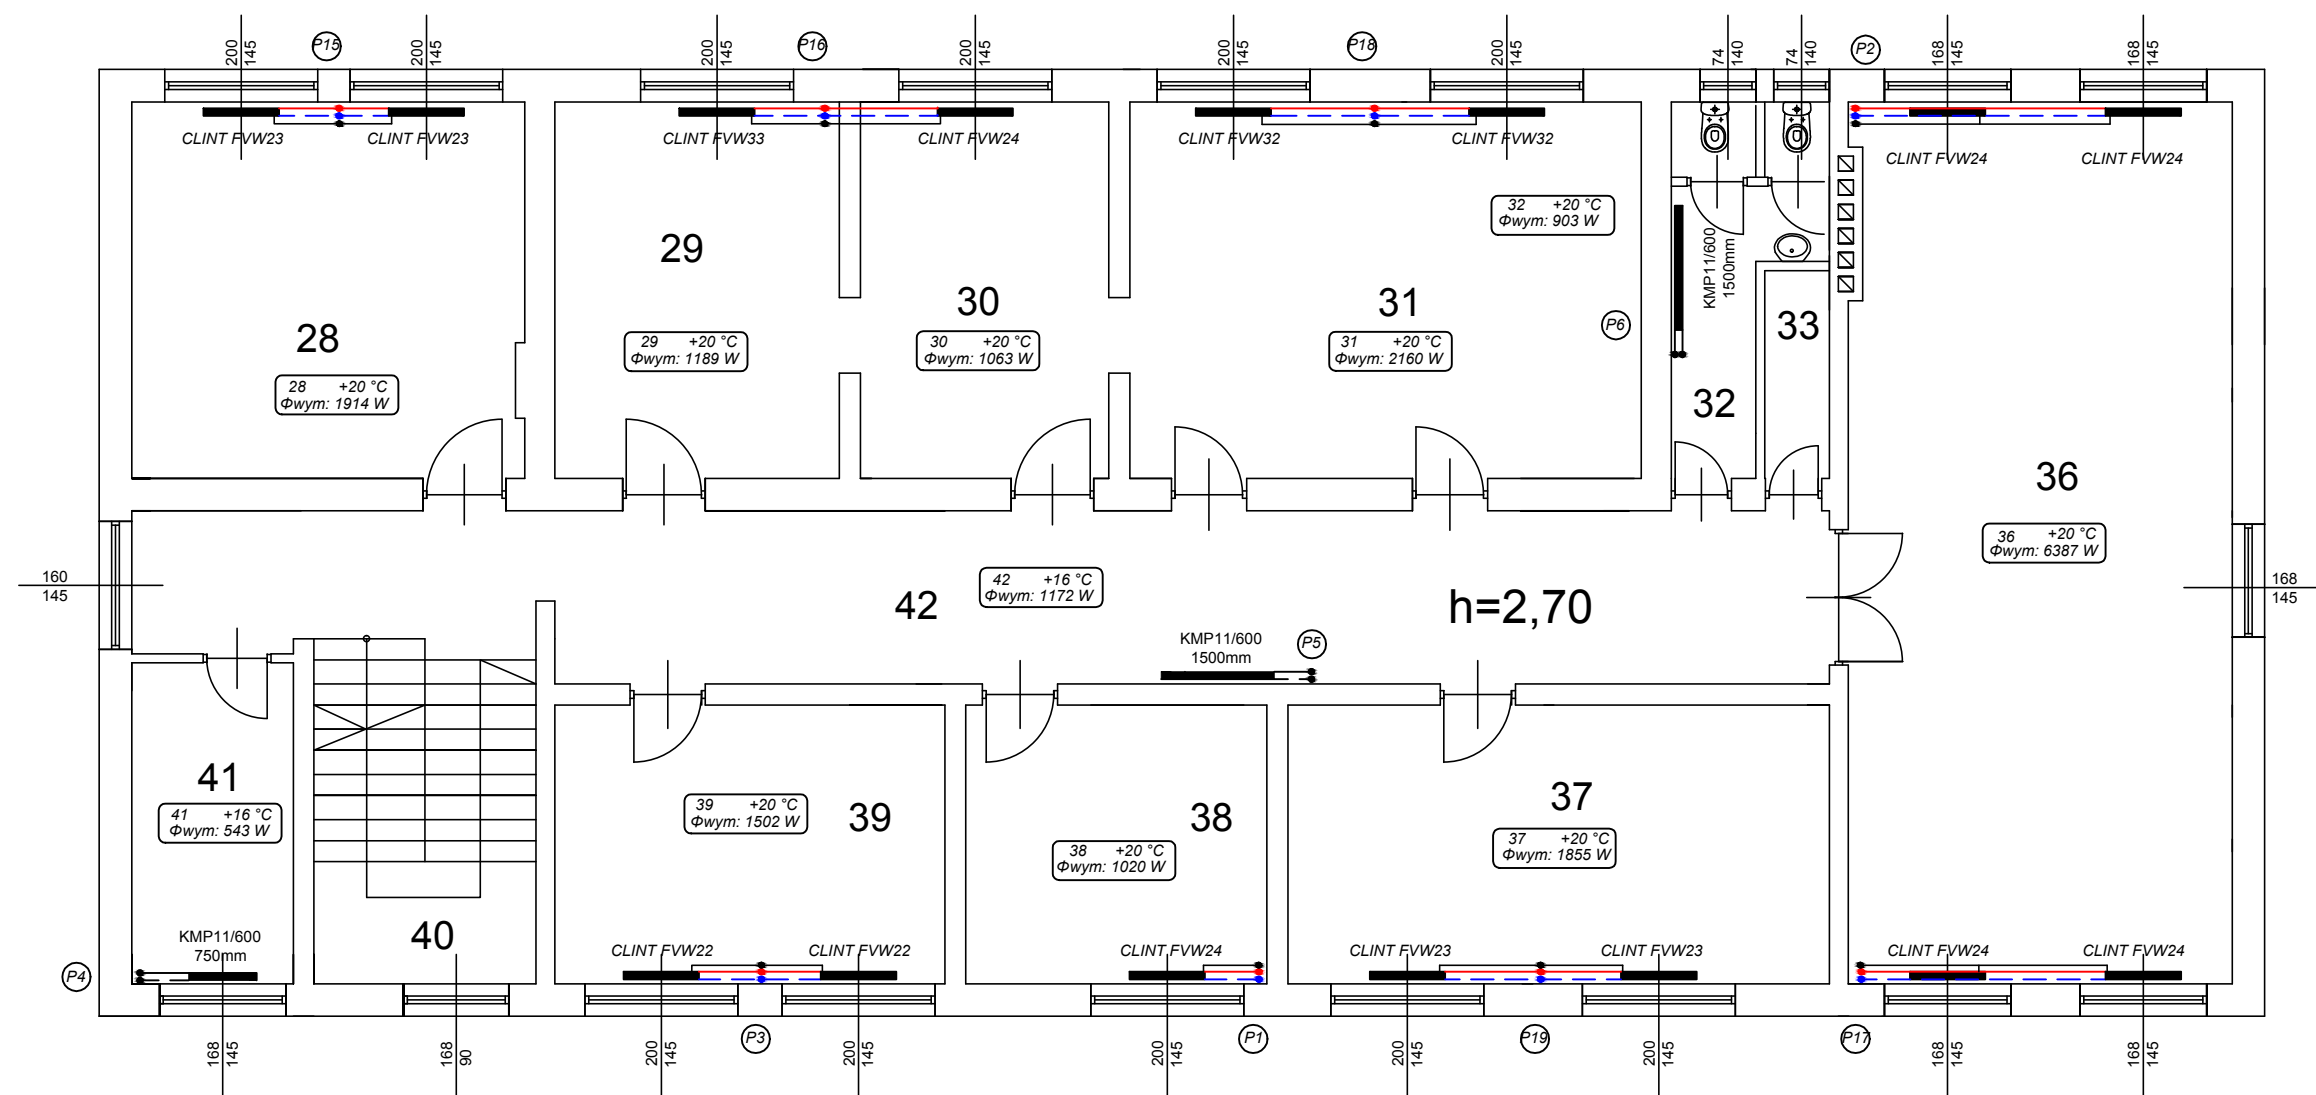 200
145
P15
200
145
200
145
P16
200
145
200
145
P18
200
145
74
140
74
140
P2
168
145
168
145
CLINT FVW23
CLINT FVW23
CLINT FVW33
CLINT FVW24
CLINT FVW32
CLINT FVW32
CLINT FVW24
CLINT FVW24
32 +20 °C
Φwym: 903 W
KMP11/600
1500mm
28
28 +20 °C
Φwym: 1914 W
29
29 +20 °C
Φwym: 1189 W
30
30 +20 °C
Φwym: 1063 W
31
31 +20 °C
Φwym: 2160 W
P6
32
33
36
36 +20 °C
Φwym: 6387 W
160
145
42
42 +16 °C
Φwym: 1172 W
h=2,70
168
145
KMP11/600
1500mm
P5
41
41 +16 °C
Φwym: 543 W
39 +20 °C
Φwym: 1502 W
39
38
38 +20 °C
Φwym: 1020 W
37
37 +20 °C
Φwym: 1855 W
KMP11/600
750mm
40
CLINT FVW22
CLINT FVW22
CLINT FVW24
CLINT FVW23
CLINT FVW23
CLINT FVW24
CLINT FVW24
P4
168
145
168
90
200
145
P3
200
145
200
145
P1
200
145
P19
200
145
P17
168
145
168
145